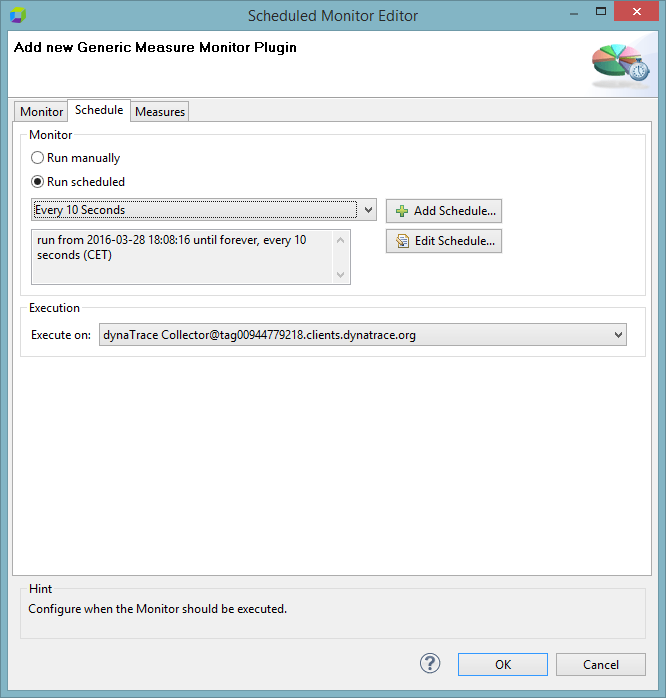 Scheduled Monitor Editor
Add new Generic Measure Monitor Plugin
Monitor Schedule Measures
Monitor
Run manually
Run scheduled
Every 10 Seconds
Add Schedule...
run from 2016-03-28 18:08:16 until forever, every 10
seconds (CET)
Edit Schedule...
Execution
Execute on: dynaTrace Collector@tag00944779218.clients.dynatrace.org
Hint
Configure when the Monitor should be executed.
? OK Cancel